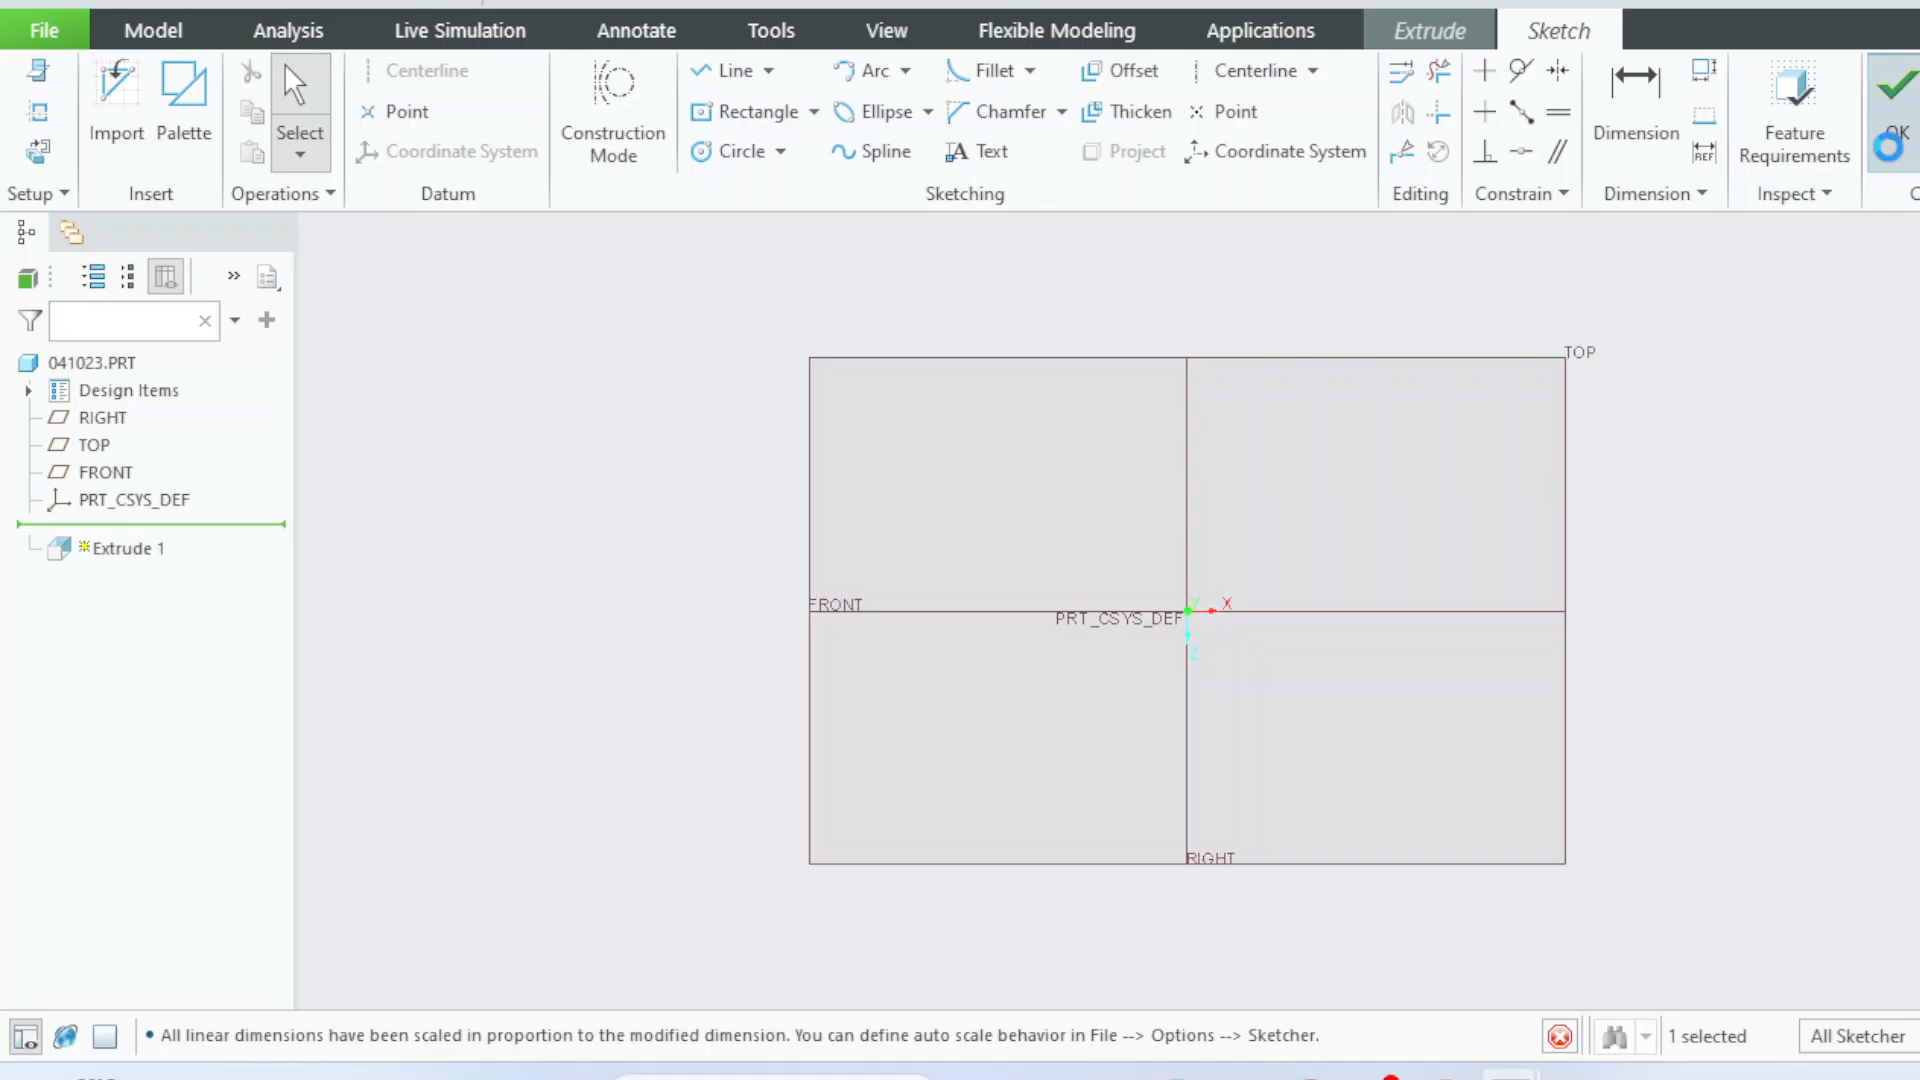 File Model Analysis Live Simulation Annotate Tools View Flexible Modeling Applications Extrude Sketch
Centerline Line Arc Fillet Offset Centerline
Point Rectangle Ellipse Chamfer Thicken Point
Import Palette Select Construction Mode Dimension Feature Requirements OK
Coordinate System Circle Spline Text Project Coordinate System REF
Setup Insert Operations Datum Sketching Editing Constrain Dimension Inspect
041023.PRT
Design Items
RIGHT
TOP
FRONT
PRT_CSYS_DEF
Extrude 1
TOP
FRONT
Y X
PRT_CSYS_DEF
Z
RIGHT
• All linear dimensions have been scaled in proportion to the modified dimension. You can define auto scale behavior in File --> Options --> Sketcher.
1 selected
All Sketcher